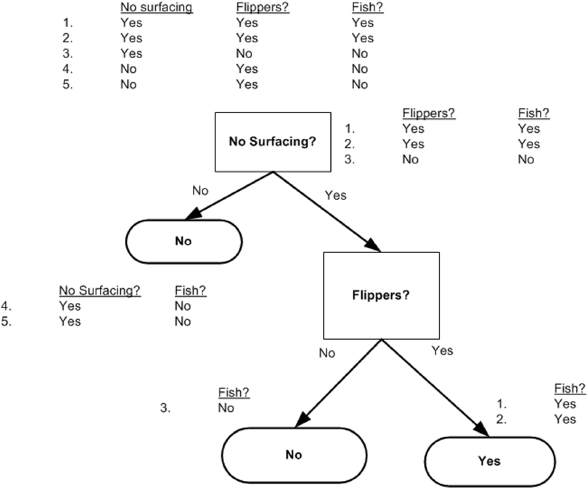 No surfacing Flippers? Fish?
1. Yes Yes Yes
2. Yes Yes Yes
3. Yes No No
4. No Yes No
5. No Yes No
Flippers? Fish?
1. Yes Yes
2. Yes Yes
3. No No
No Surfacing?
No
Yes
No
Flippers?
No Surfacing? Fish?
4. Yes No
5. Yes No
No
Yes
Fish?
3. No
Fish?
1. Yes
2. Yes
No
Yes